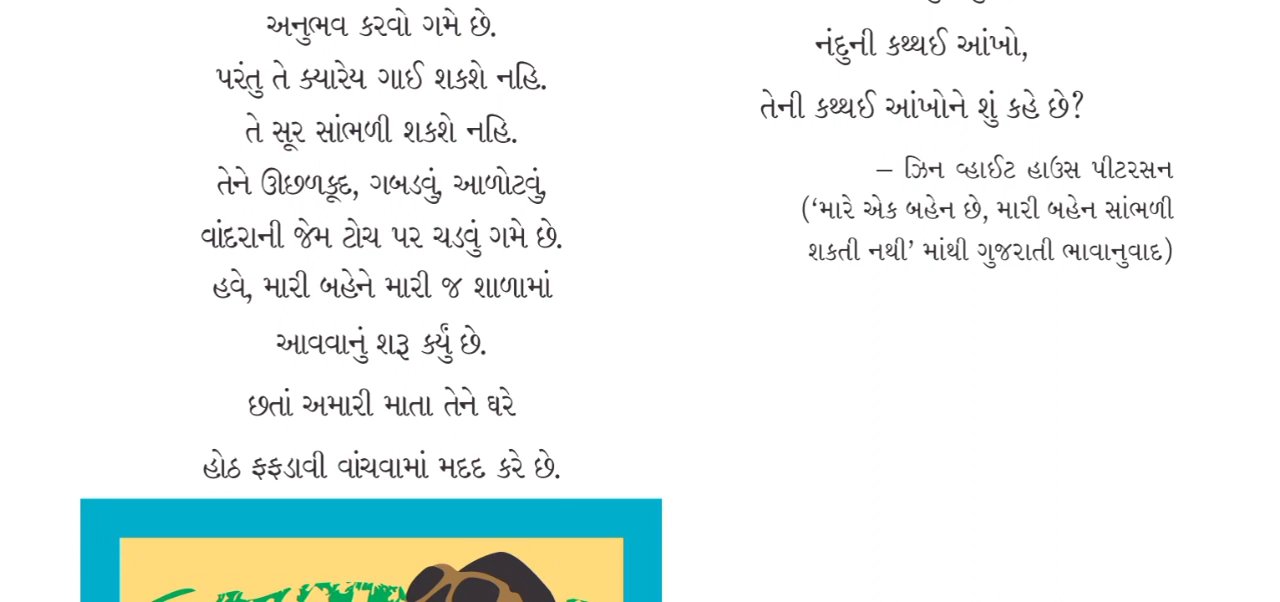 અનુભવ કરવો ગમે છે.
પરંતુ તે ક્યારેય ગાઈ શકશે નહિ.
તે સૂર સાંભળી શકશે નહિ.
તેને ઊછળકૂદ, ગબડવું, આળોટવું,
વાંદરાની જેમ ટોચ પર ચડવું ગમે છે.
હવે, મારી બહેને મારી જ શાળામાં
આવવાનું શરૂ કર્યું છે.
છતાં અમારી માતા તેને ઘરે
હોઠ ફફડાવી વાંચવામાં મદદ કરે છે.
નંદુની કથ્થઈ આંખો,
તેની કથ્થઈ આંખોને શું કહે છે?
– ઝિન વ્હાઈટ હાઉસ પીટરસન
(‘મારે એક બહેન છે, મારી બહેન સાંભળી
શકતી નથી’ માંથી ગુજરાતી ભાવાનુવાદ)